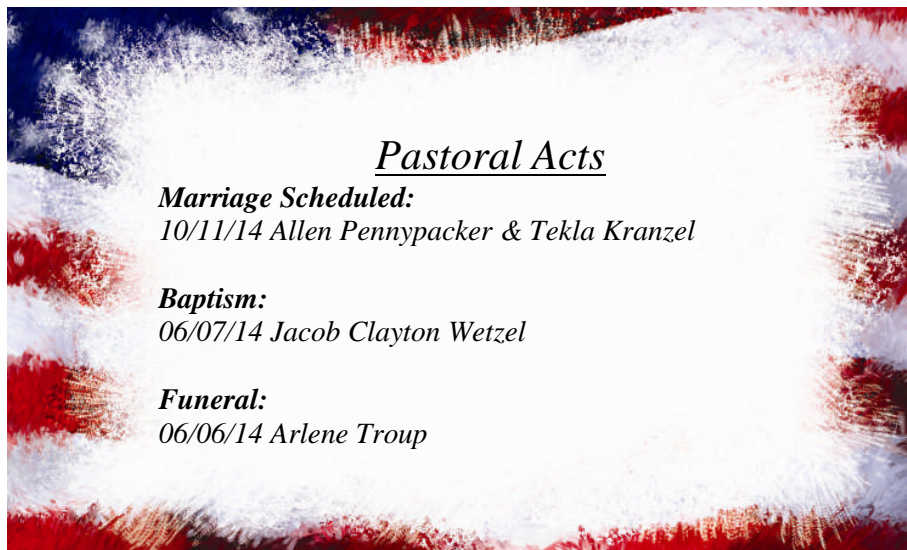 Pastoral Acts
Marriage Scheduled:
10/11/14 Allen Pennypacker & Tekla Kranzel
Baptism:
06/07/14 Jacob Clayton Wetzel
Funeral:
06/06/14 Arlene Troup